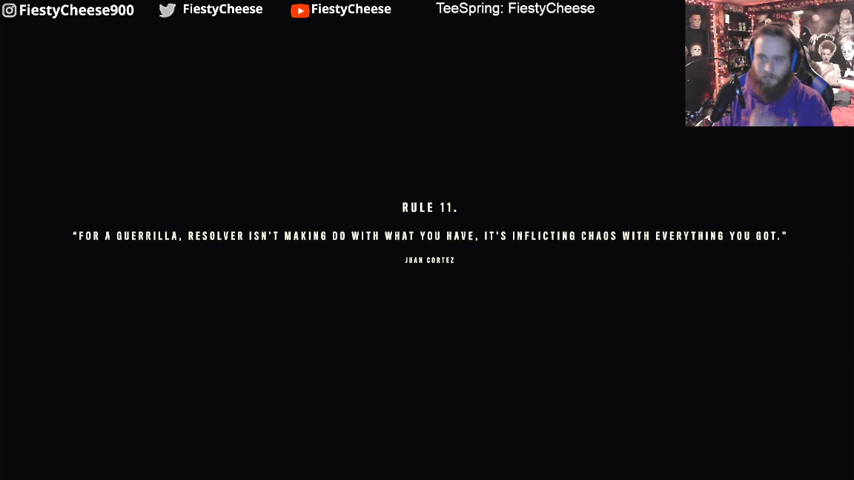 FiestyCheese900 FiestyCheese FiestyCheese TeeSpring: FiestyCheese
RULE 11.
"FOR A GUERRILLA, RESOLVER ISN'T MAKING DO WITH WHAT YOU HAVE, IT'S INFLICTING CHAOS WITH EVERYTHING YOU GOT."
JUAN CORTEZ